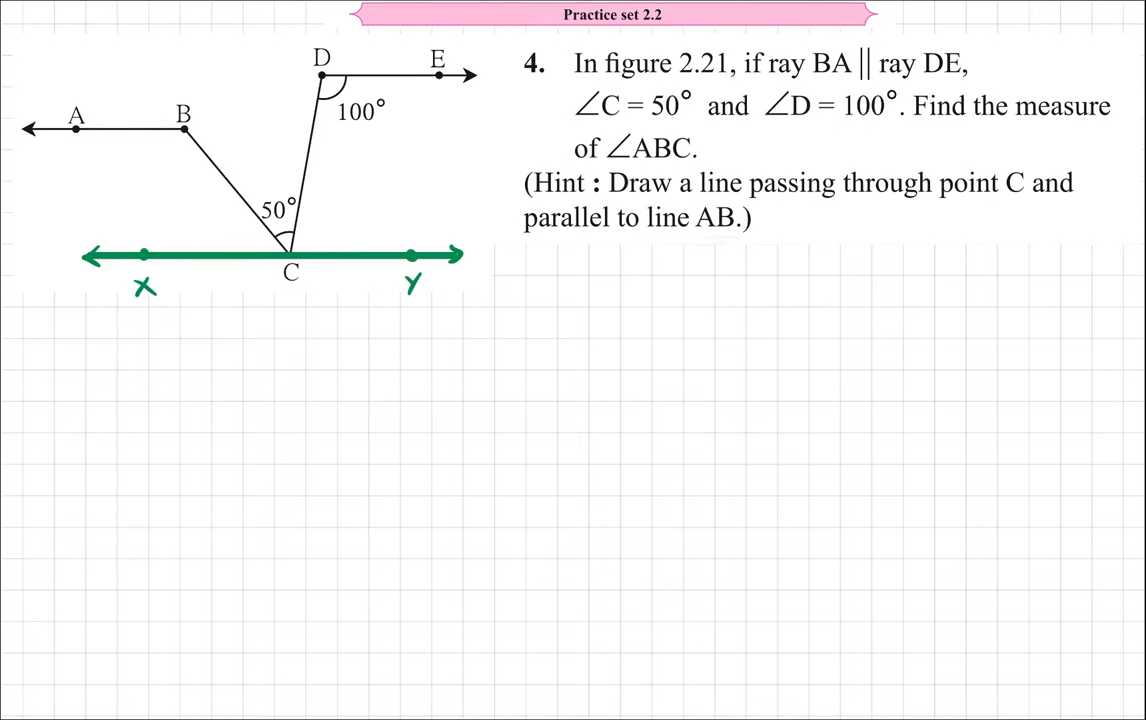 Practice set 2.2
D
E
100°
A
B
50°
C
X
Y
4. In figure 2.21, if ray BA || ray DE,
∠C = 50° and ∠D = 100°. Find the measure
of ∠ABC.
(Hint : Draw a line passing through point C and
parallel to line AB.)